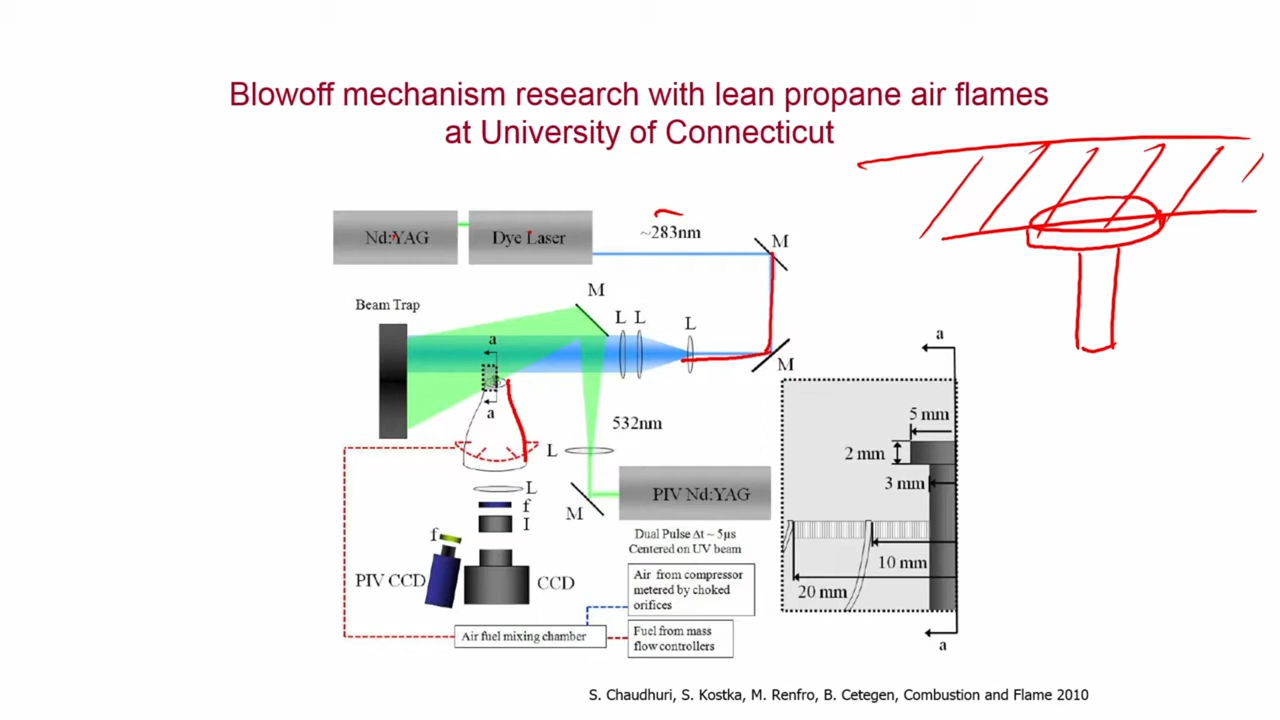 Blowoff mechanism research with lean propane air flames
at University of Connecticut
Nd:YAG
Dye Laser
~283nm
M
M
Beam Trap
L L
L
a
a
M
a
5 mm
2 mm
3 mm
10 mm
20 mm
a
532nm
L
M
PIV Nd:YAG
Dual Pulse Δt ~ 5μs
Centered on UV beam
L
f
I
f
PIV CCD
CCD
Air from compressor
metered by choked
orifices
Air fuel mixing chamber
Fuel from mass
flow controllers
S. Chaudhuri, S. Kostka, M. Renfro, B. Cetegen, Combustion and Flame 2010